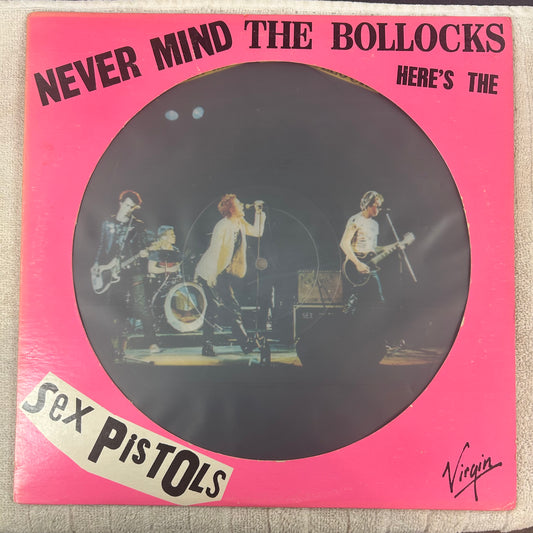 NEVER MIND THE BOLLOCKS
HERE'S THE
Sex PisTOLs
Virgin